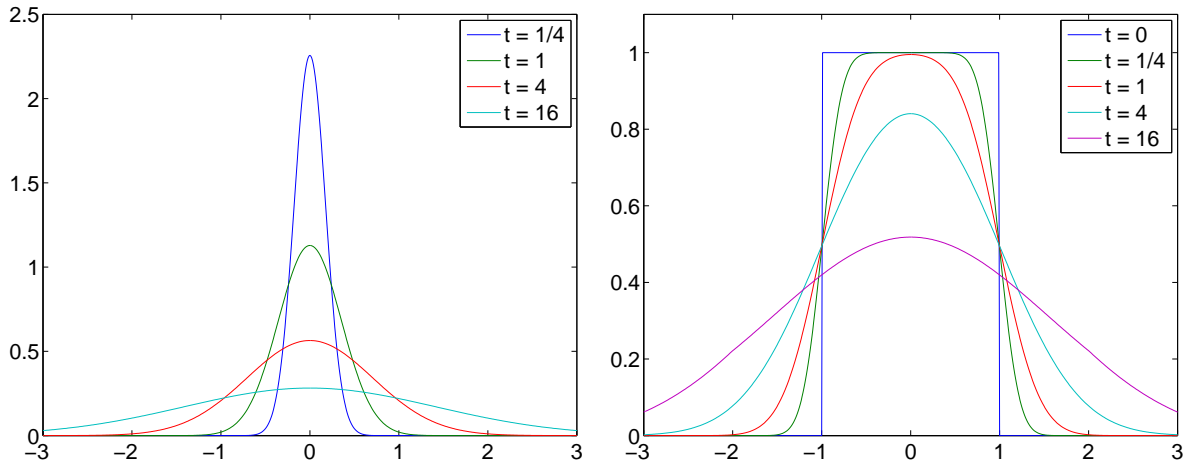 2.5
2
1.5
1
0.5
0
−3
−2
−1
0
1
2
3
t = 1/4
t = 1
t = 4
t = 16
1
0.8
0.6
0.4
0.2
0
−3
−2
−1
0
1
2
3
t = 0
t = 1/4
t = 1
t = 4
t = 16